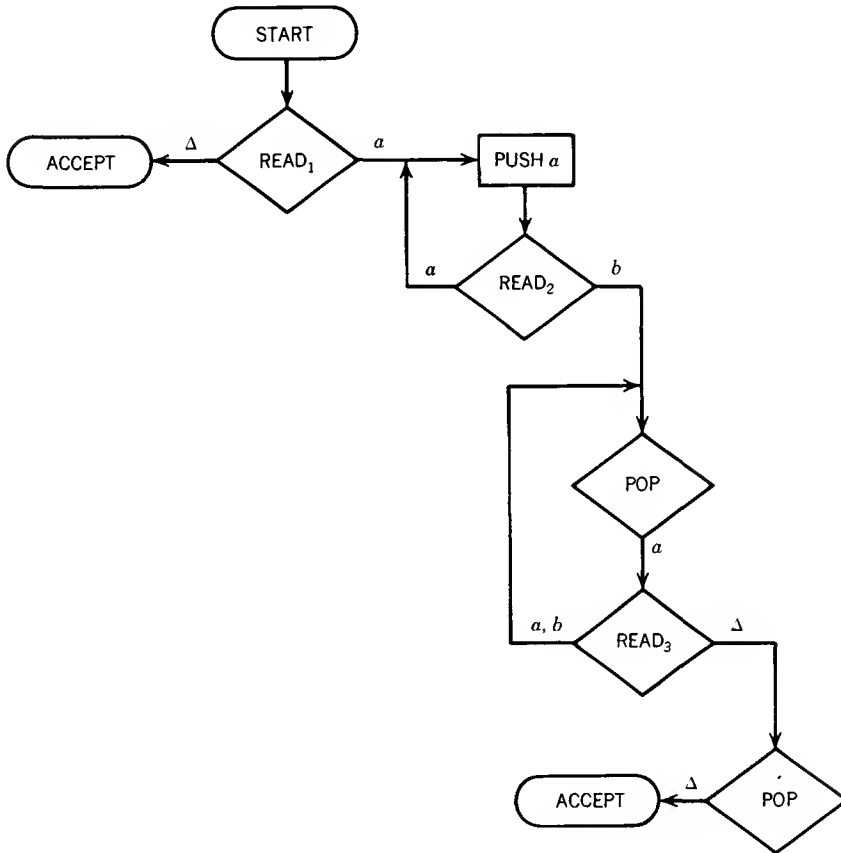 START
Δ
READ₁
a
ACCEPT
PUSH a
a
READ₂
b
POP
a
a, b
READ₃
Δ
ACCEPT
Δ
POP